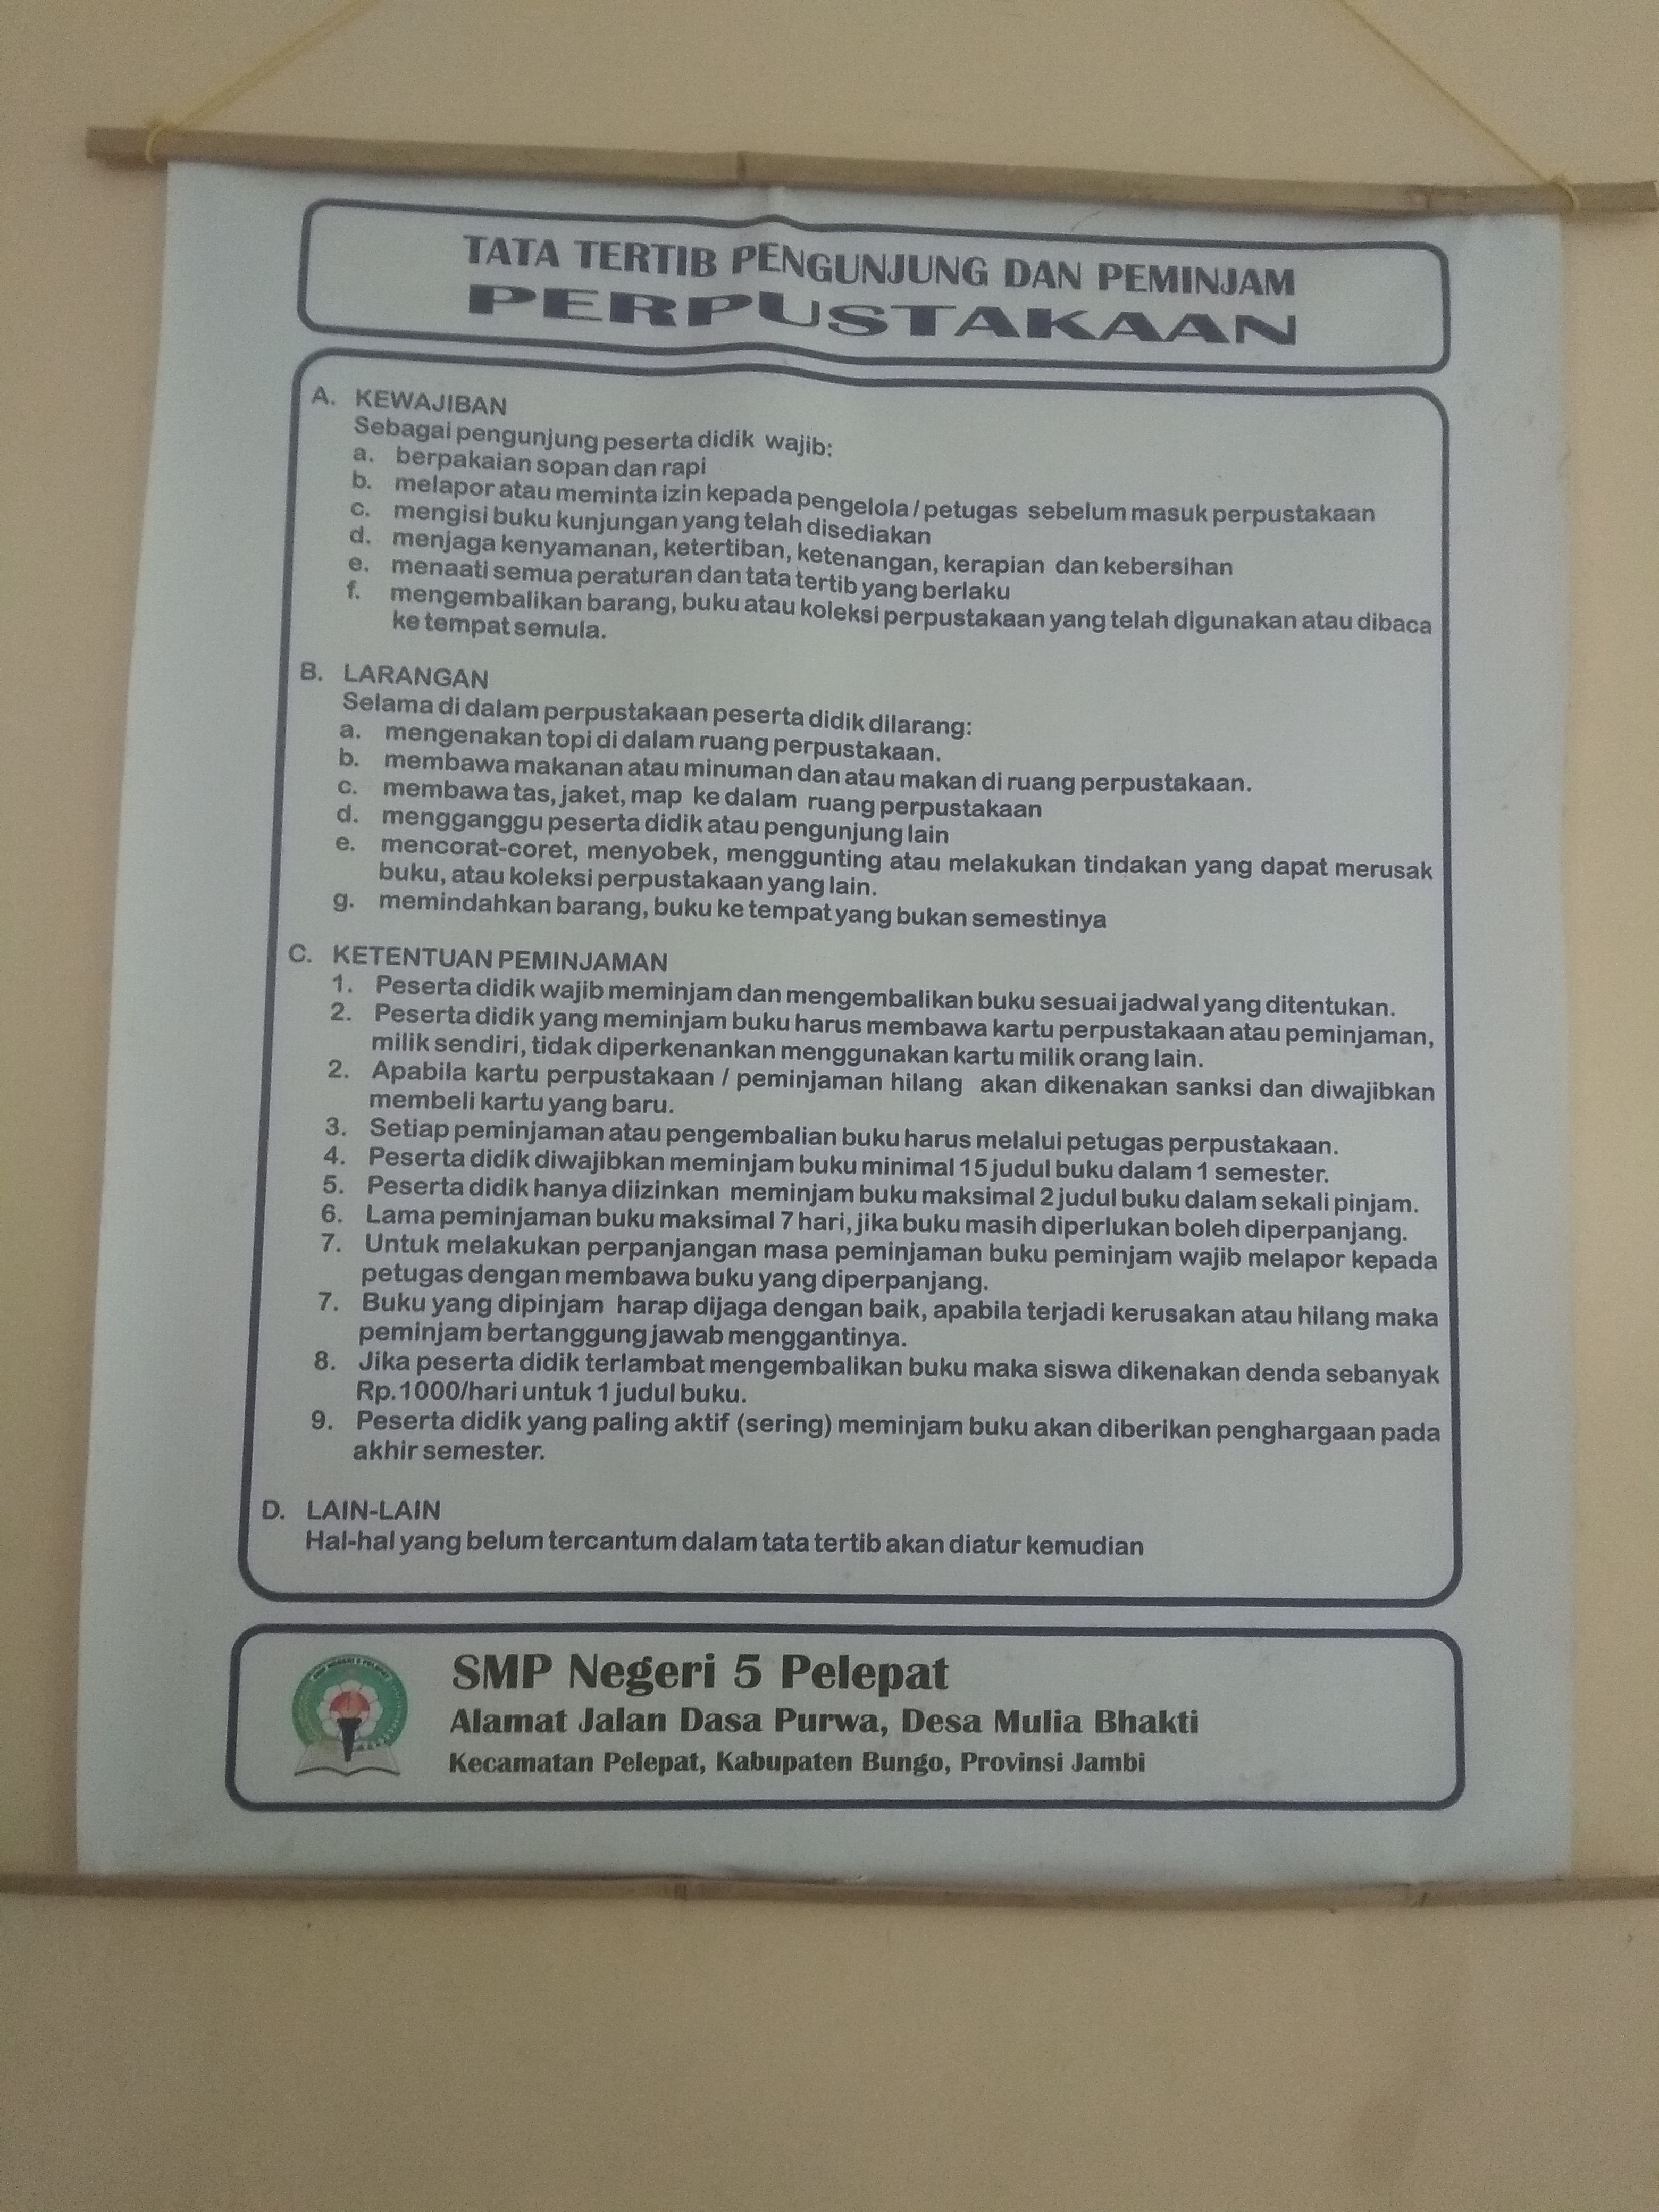 TATA TERTIB PENGUNJUNG DAN PEMINJAM
PERPUSTAKAAN
A. KEWAJIBAN
Sebagai pengunjung peserta didik wajib:
a. berpakaian sopan dan rapi
b. melapor atau meminta izin kepada pengelola / petugas sebelum masuk perpustakaan
c. mengisi buku kunjungan yang telah disediakan
d. menjaga kenyamanan, ketertiban, ketenangan, kerapian dan kebersihan
e. menaati semua peraturan dan tata tertib yang berlaku
f. mengembalikan barang, buku atau koleksi perpustakaan yang telah digunakan atau dibaca
ke tempat semula.
B. LARANGAN
Selama di dalam perpustakaan peserta didik dilarang:
a. mengenakan topi di dalam ruang perpustakaan.
b. membawa makanan atau minuman dan atau makan di ruang perpustakaan.
c. membawa tas, jaket, map ke dalam ruang perpustakaan
d. mengganggu peserta didik atau pengunjung lain
e. mencorat-coret, menyobek, menggunting atau melakukan tindakan yang dapat merusak
buku, atau koleksi perpustakaan yang lain.
g. memindahkan barang, buku ke tempat yang bukan semestinya
C. KETENTUAN PEMINJAMAN
1. Peserta didik wajib meminjam dan mengembalikan buku sesuai jadwal yang ditentukan.
2. Peserta didik yang meminjam buku harus membawa kartu perpustakaan atau peminjaman,
milik sendiri, tidak diperkenankan menggunakan kartu milik orang lain.
2. Apabila kartu perpustakaan / peminjaman hilang akan dikenakan sanksi dan diwajibkan
membeli kartu yang baru.
3. Setiap peminjaman atau pengembalian buku harus melalui petugas perpustakaan.
4. Peserta didik diwajibkan meminjam buku minimal 15 judul buku dalam 1 semester.
5. Peserta didik hanya diizinkan meminjam buku maksimal 2 judul buku dalam sekali pinjam.
6. Lama peminjaman buku maksimal 7 hari, jika buku masih diperlukan boleh diperpanjang.
7. Untuk melakukan perpanjangan masa peminjaman buku peminjam wajib melapor kepada
petugas dengan membawa buku yang diperpanjang.
7. Buku yang dipinjam harap dijaga dengan baik, apabila terjadi kerusakan atau hilang maka
peminjam bertanggung jawab menggantinya.
8. Jika peserta didik terlambat mengembalikan buku maka siswa dikenakan denda sebanyak
Rp.1000/hari untuk 1 judul buku.
9. Peserta didik yang paling aktif (sering) meminjam buku akan diberikan penghargaan pada
akhir semester.
D. LAIN-LAIN
Hal-hal yang belum tercantum dalam tata tertib akan diatur kemudian
SMP NEGERI 5 PELEPAT
SMP Negeri 5 Pelepat
Alamat Jalan Dasa Purwa, Desa Mulia Bhakti
Kecamatan Pelepat, Kabupaten Bungo, Provinsi Jambi